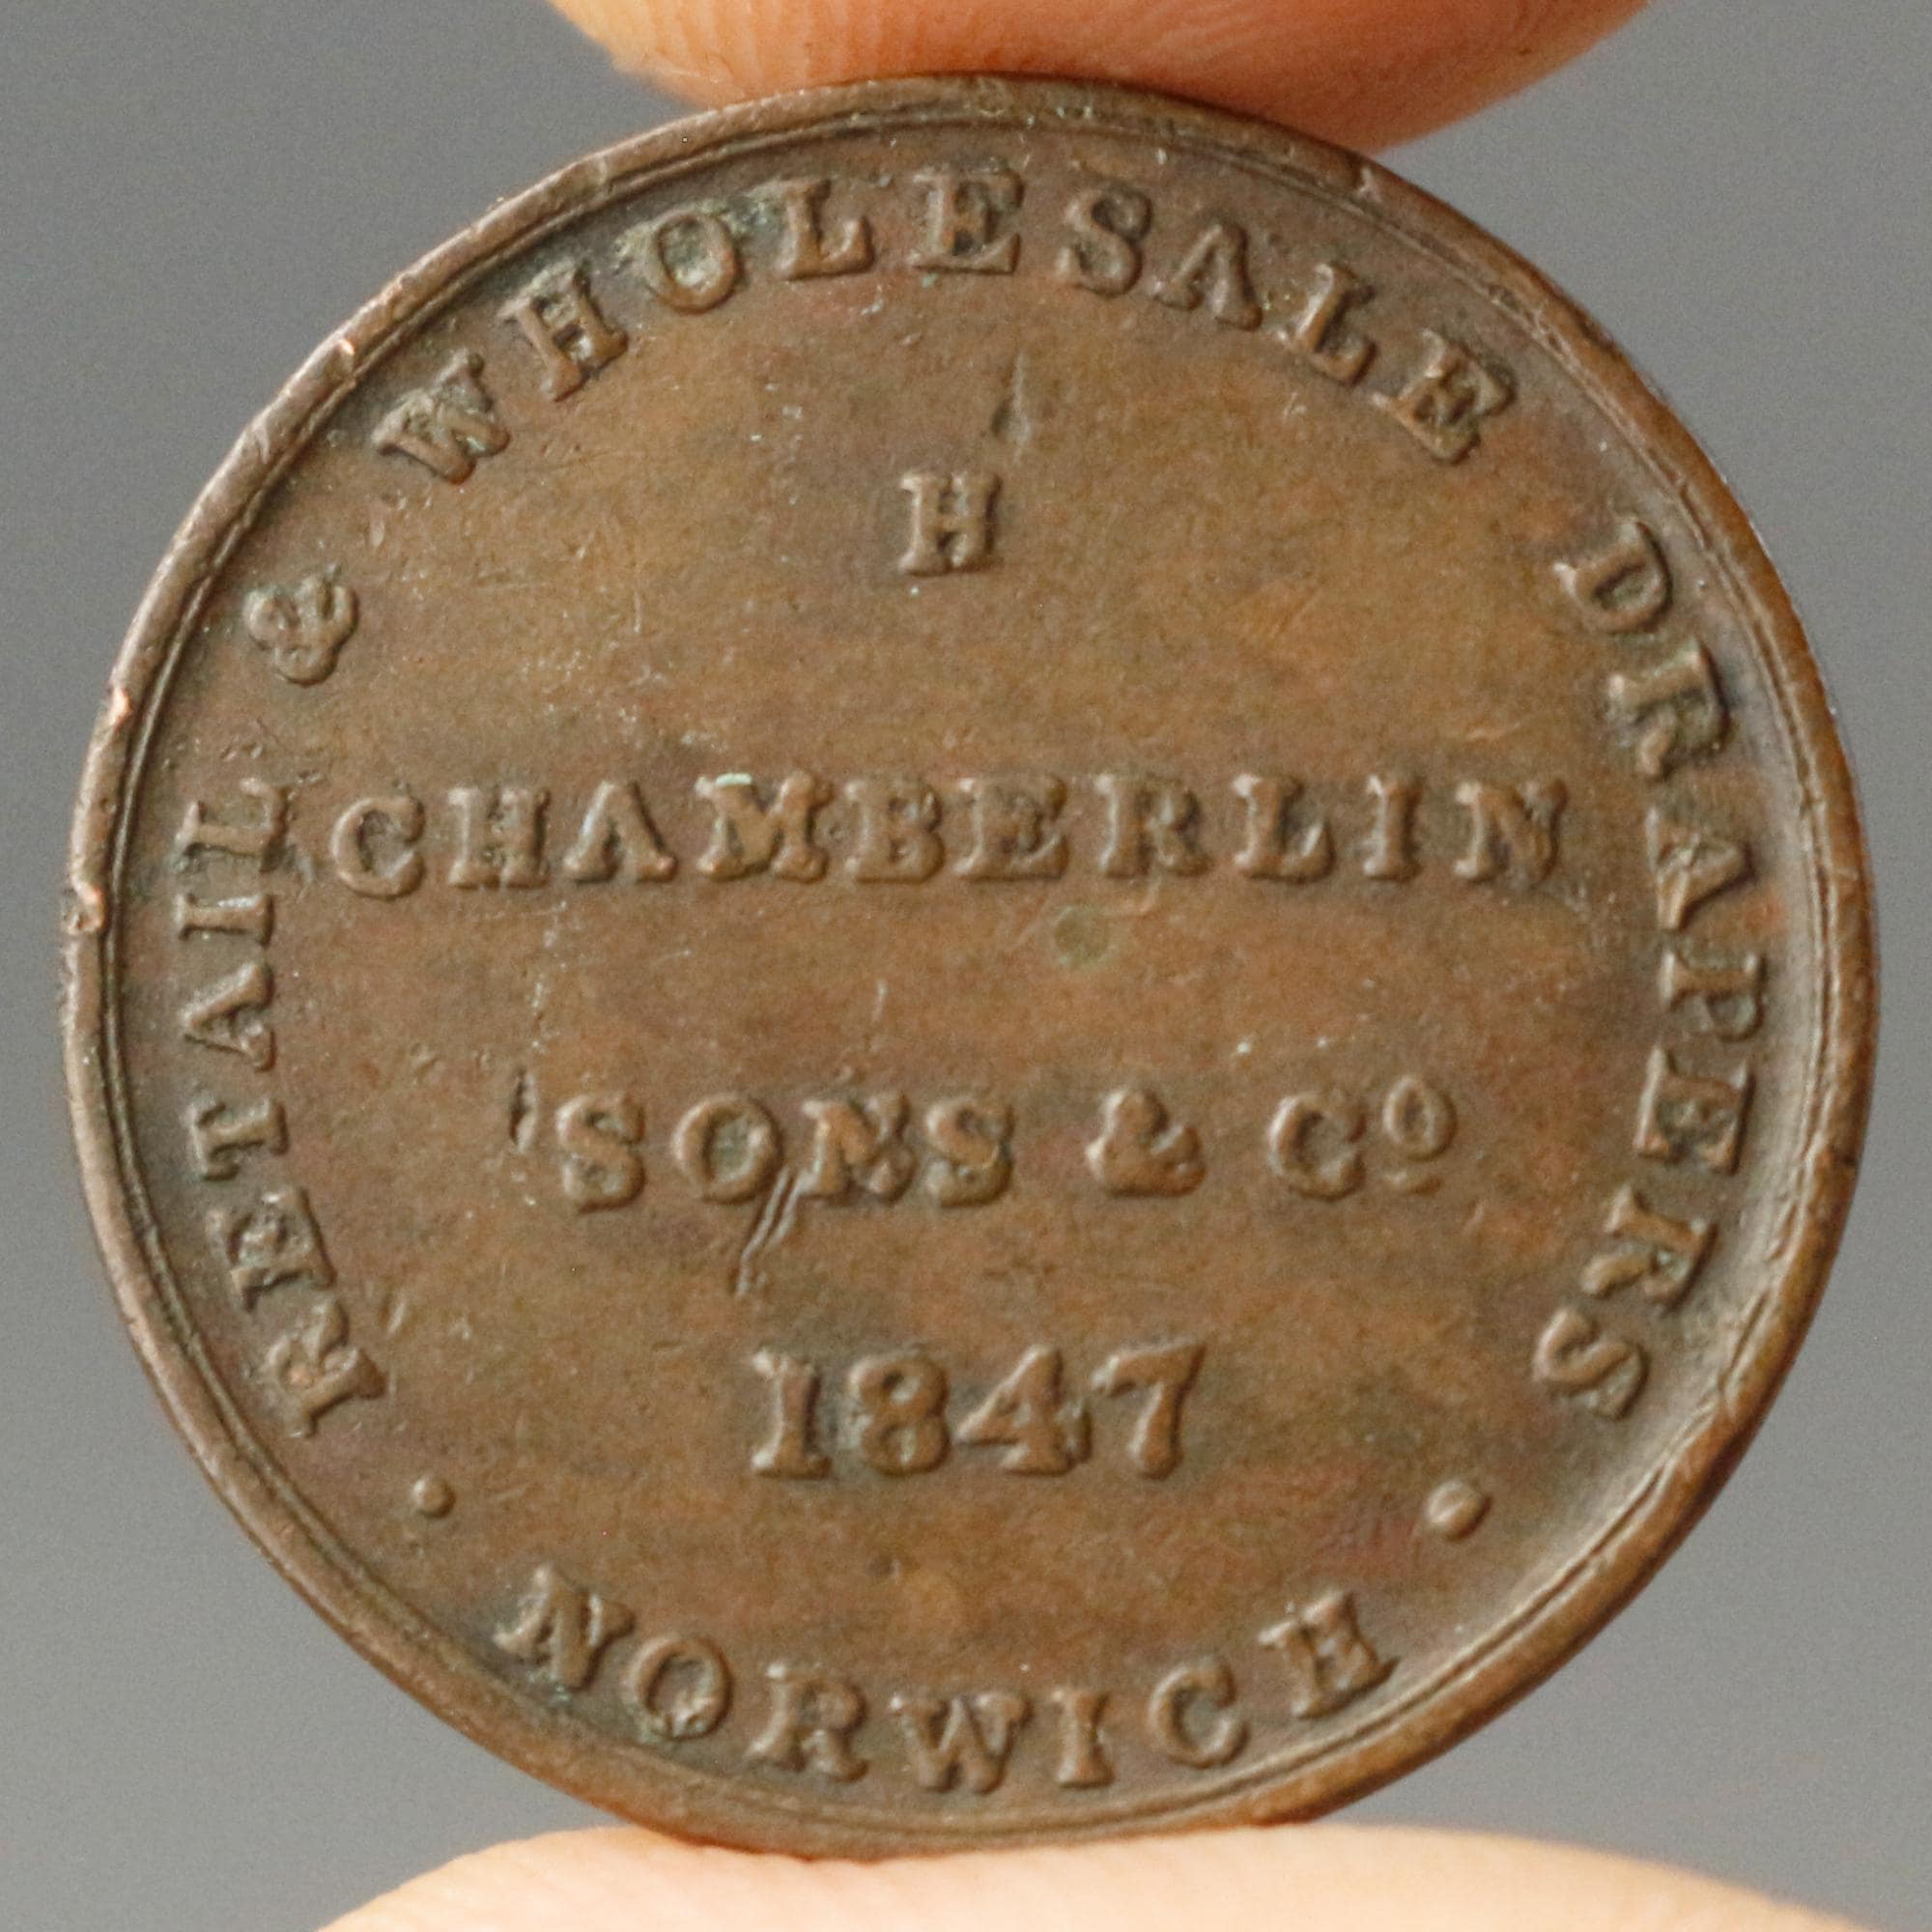 RETAIL & WHOLESALE DRAPERS
H
CHAMBERLIN
SONS & Cº
1847
· NORWICH ·